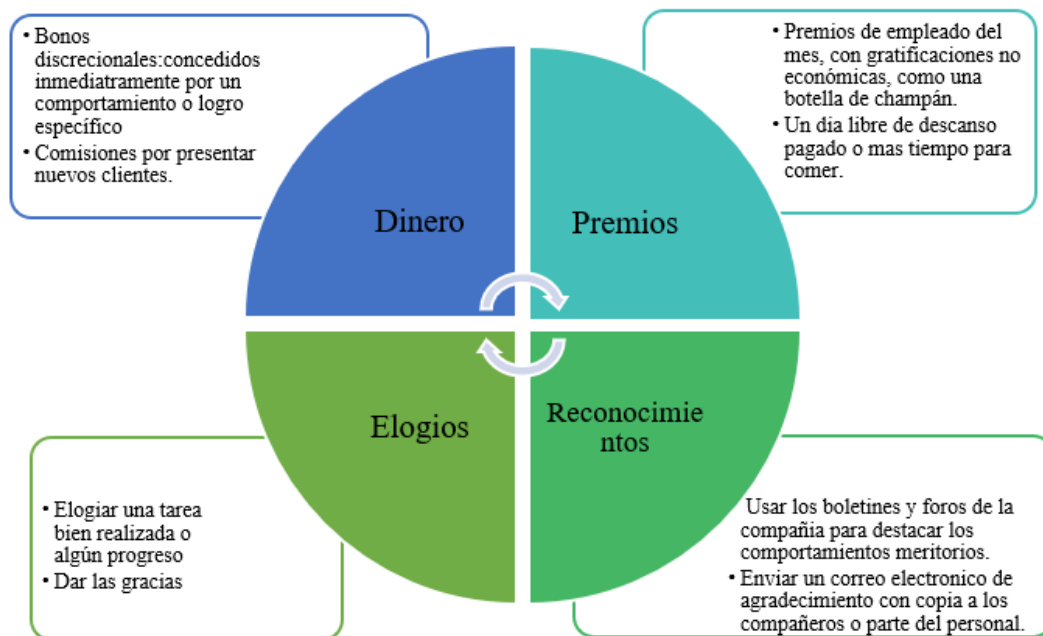 • Bonos
discrecionales:concedidos
inmediatramente por un
comportamiento o logro
específico
• Comisiones por presentar
nuevos clientes.
• Premios de empleado del
mes, con gratificaciones no
económicas, como una
botella de champán.
• Un dia libre de descanso
pagado o mas tiempo para
comer.
Dinero
Premios
Elogios
Reconocimie
ntos
• Elogiar una tarea
bien realizada o
algún progreso
• Dar las gracias
Usar los boletines y foros de la
compañia para destacar los
comportamientos meritorios.
• Enviar un correo electronico de
agradecimiento con copia a los
compañeros o parte del personal.